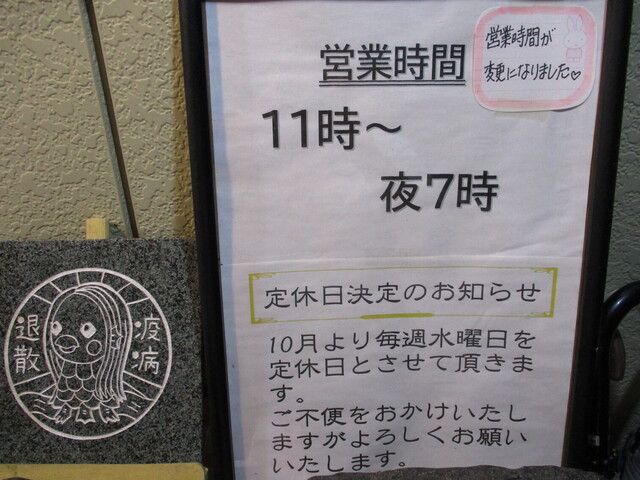 営業時間
営業時間が
変更になりました♡
11時～
夜7時
定休日決定のお知らせ
10月より毎週水曜日を
定休日とさせて頂きま
す。
ご不便をおかけいたし
ますがよろしくお願い
いたします。
疫病
退散